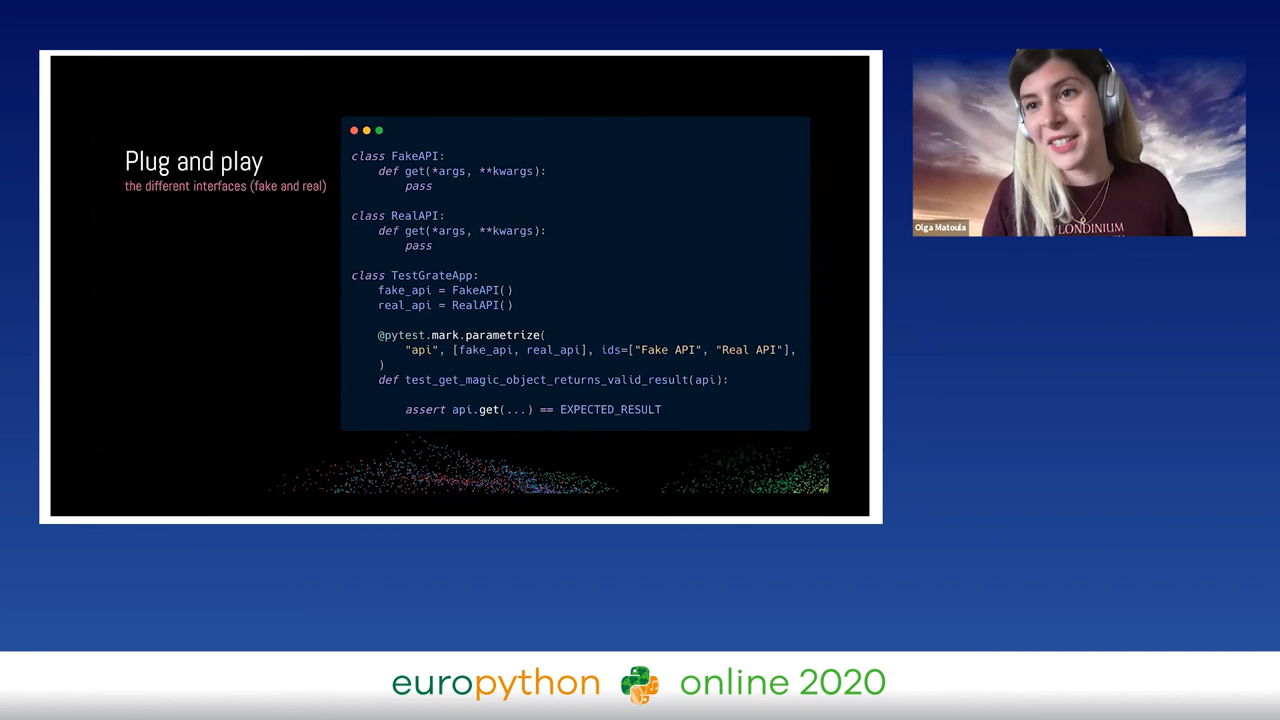 Plug and play
the different interfaces (fake and real)
class FakeAPI:
def get(*args, **kwargs):
pass
class RealAPI:
def get(*args, **kwargs):
pass
class TestGrateApp:
fake_api = FakeAPI()
real_api = RealAPI()
@pytest.mark.parametrize(
"api", [fake_api, real_api], ids=["Fake API", "Real API"],
)
def test_get_magic_object_returns_valid_result(api):
assert api.get(...) == EXPECTED_RESULT
Olga Matoula
LONDINIUM
europython online 2020